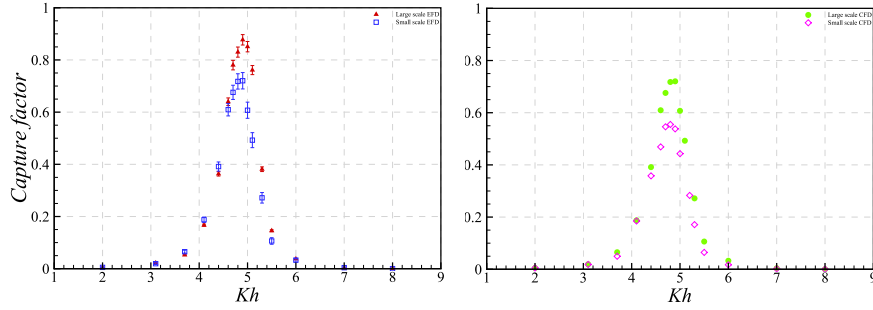 Large scale EFD
Small scale EFD
1
0.8
0.6
0.4
0.2
0
Capture factor
1 2 3 4 5 6 7 8 9
Kh
Large scale CFD
Small scale CFD
1
0.8
0.6
0.4
0.2
0
1 2 3 4 5 6 7 8 9
Kh